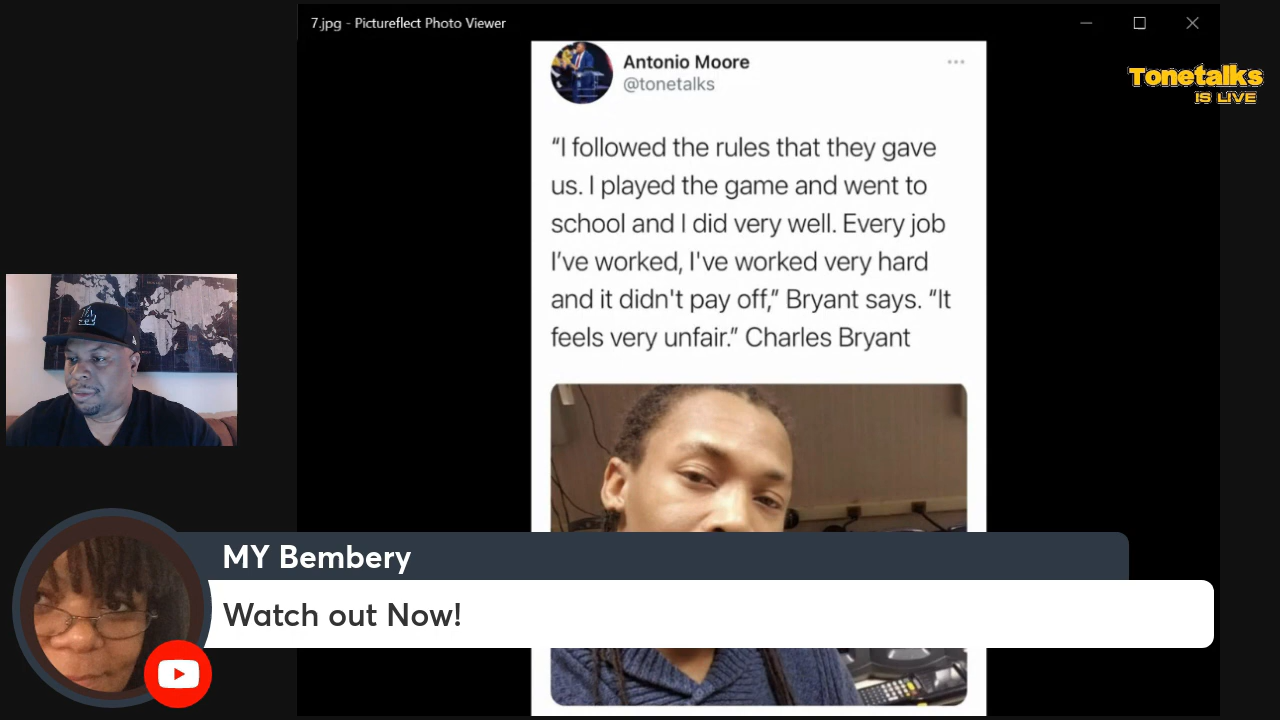 7.jpg - Pictureflect Photo Viewer
Antonio Moore
@tonetalks
Tonetalks
IS LIVE
“I followed the rules that they gave
us. I played the game and went to
school and I did very well. Every job
I’ve worked, I've worked very hard
and it didn't pay off,” Bryant says. “It
feels very unfair.” Charles Bryant
LA
MY Bembery
Watch out Now!